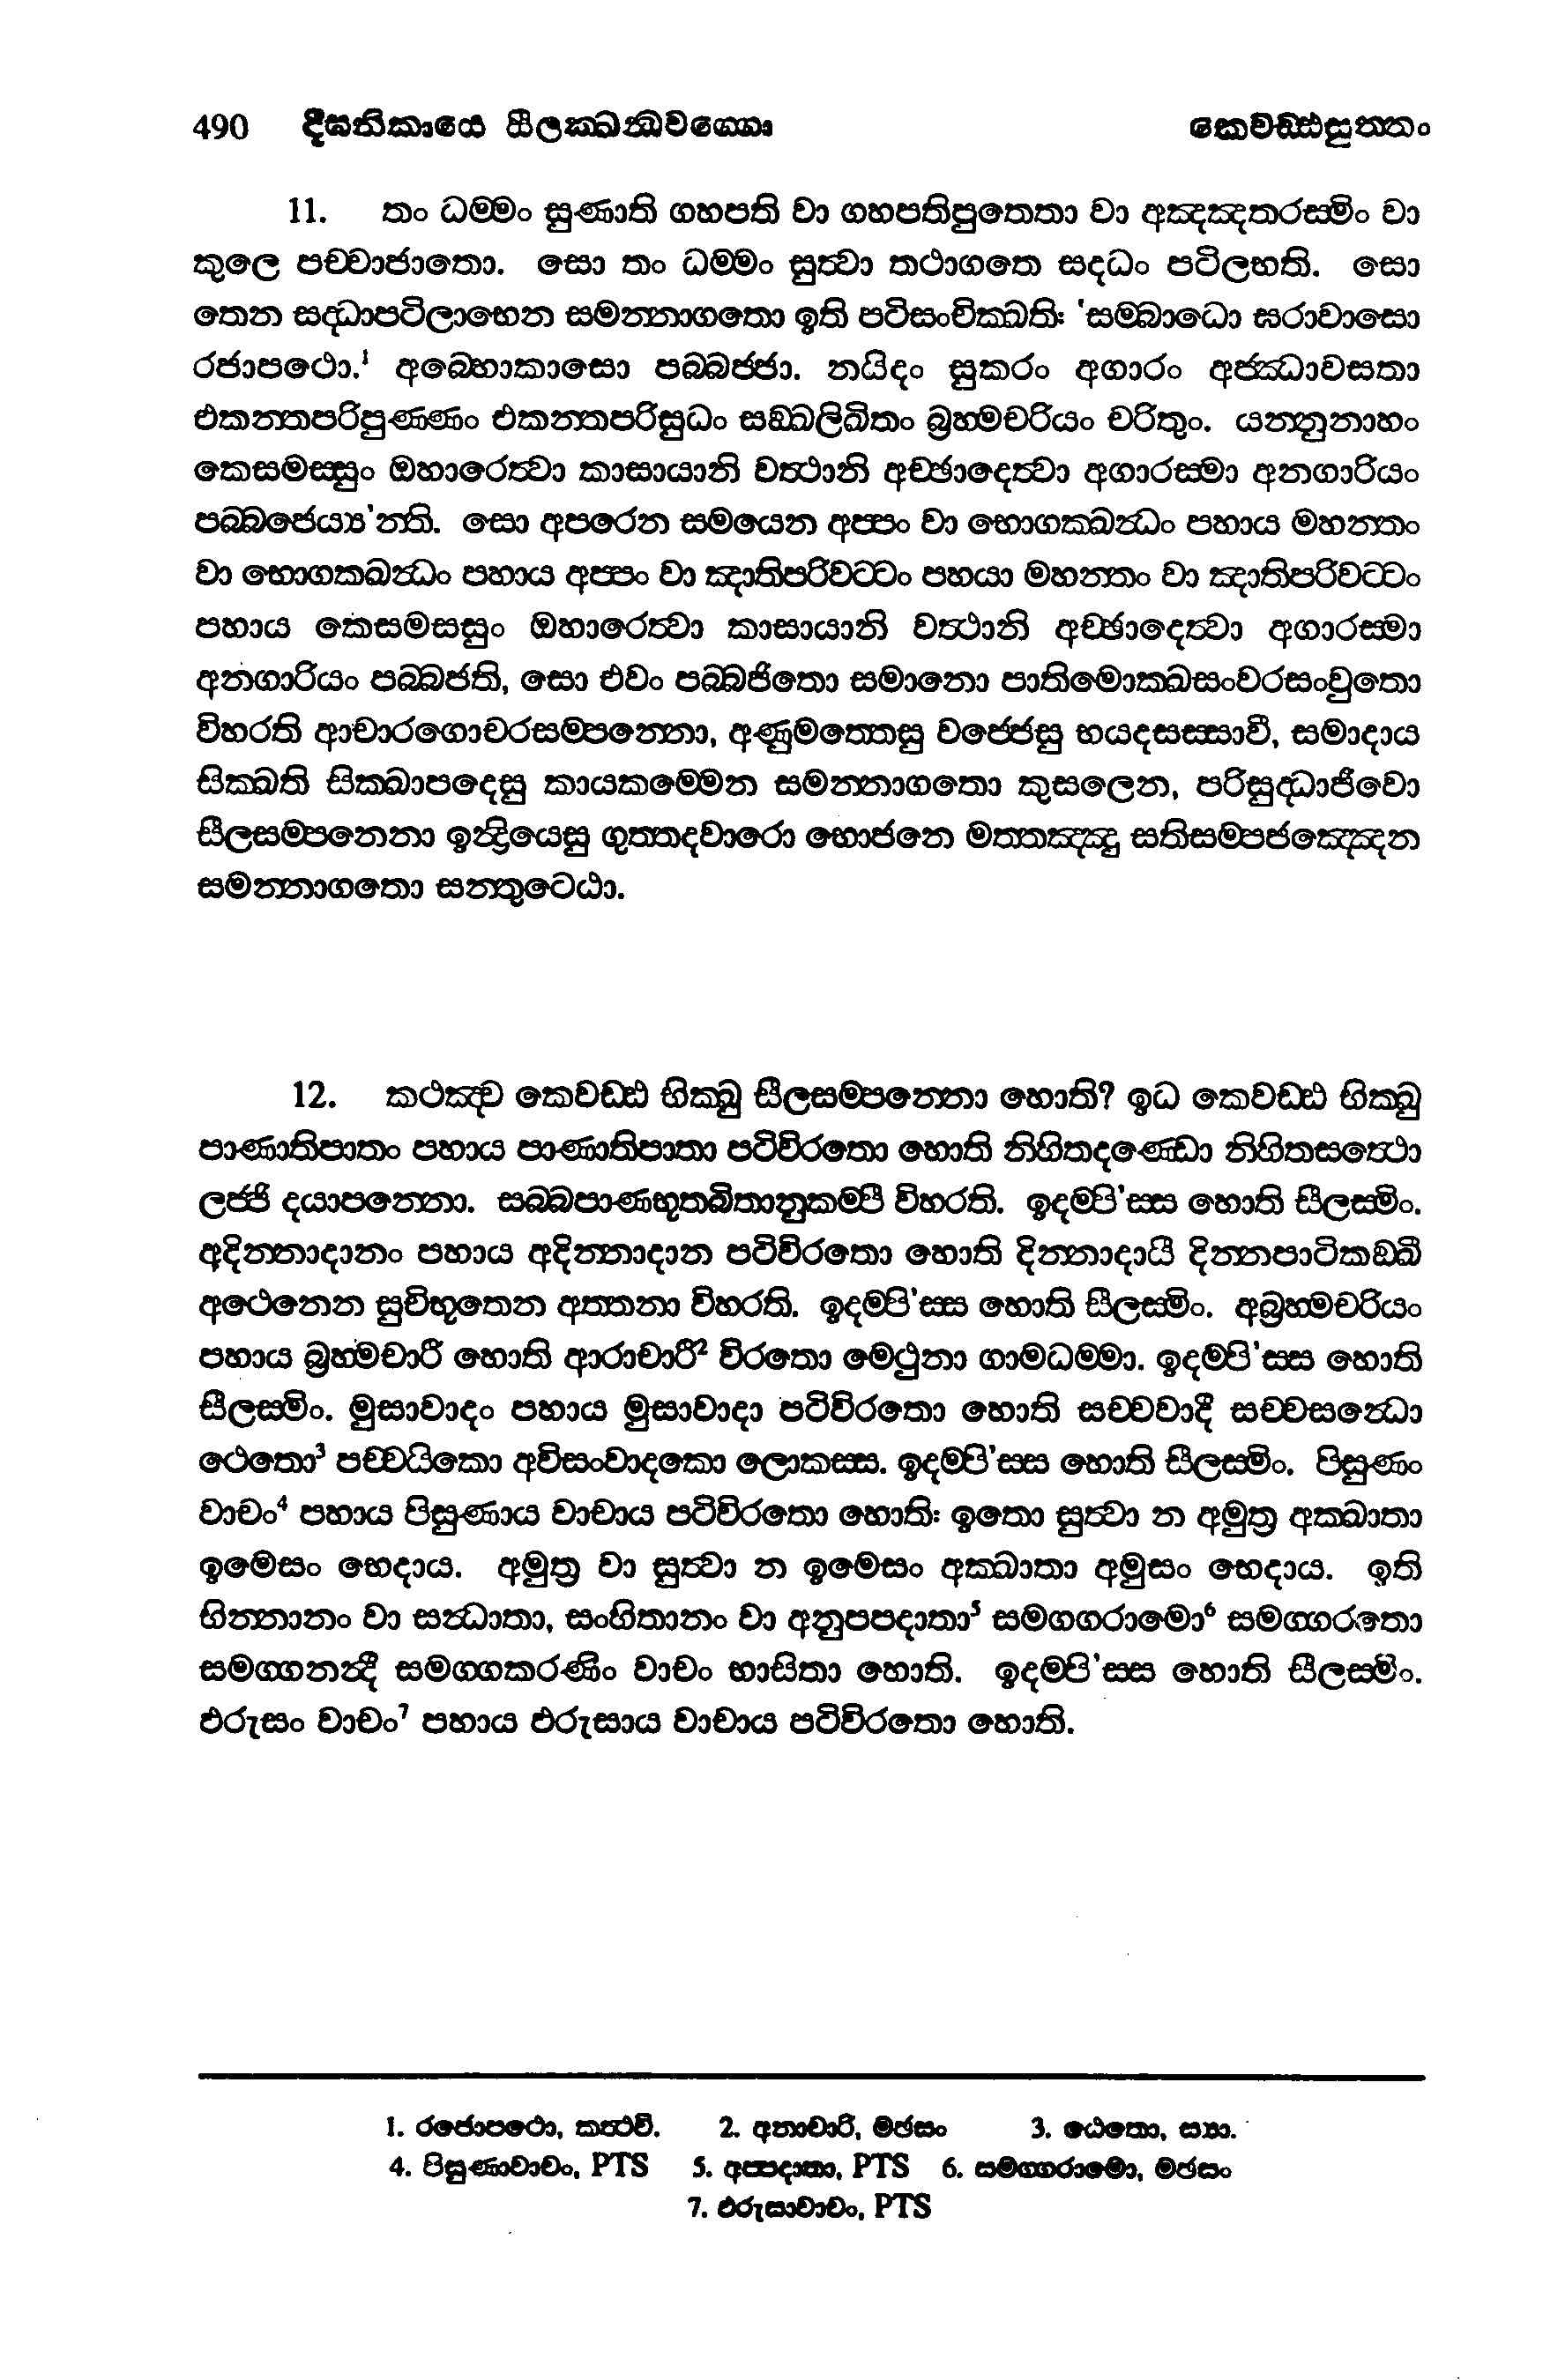 490 දීඝනිකායෙ සීලක්ඛන්ධවග්ගො කෙවඩ්ඪසුත්තං
11. තං ධම්මං සුණාති ගහපති වා ගහපතිපුත්තො වා අඤ්ඤතරස්මිං වා
කුලෙ පච්චාජාතො. සො තං ධම්මං සුත්වා තථාගතෙ සද්ධං පටිලභති. සො
තෙන සද්ධාපටිලාභෙන සමන්නාගතො ඉති පටිසංචික්ඛති: 'සම්බාධො ඝරාවාසො
රජාපථො.¹ අබ්භොකාසො පබ්බජ්ජා. නයිදං සුකරං අගාරං අජ්ඣාවසතා
එකන්තපරිපුණ්ණං එකන්තපරිසුධං සඞ්ඛලිඛිතං බ්‍රහ්මචරියං චරිතුං. යන්නුනාහං
කෙසමස්සුං ඔහාරෙත්වා කාසායානි වත්ථානි අච්ඡාදෙත්වා අගාරස්මා අනගාරියං
පබ්බජෙය්‍ය'න්ති. සො අපරෙන සමයෙන අප්පං වා භොගක්ඛන්ධං පහාය මහන්තං
වා භොගක්ඛන්ධං පහාය අප්පං වා ඤාතිපරිවට්ටං පහයා මහන්තං වා ඤාතිපරිවට්ටං
පහාය කෙසමසසුං ඔහාරෙත්වා කාසායානි වත්ථානි අච්ඡාදෙත්වා අගාරස්මා
අනගාරියං පබ්බජති, සො එවං පබ්බජිතො සමානො පාතිමොක්ඛසංවරසංවුතො
විහරති ආචාරගොචරසම්පන්නො, අණුමත්තෙසු වජ්ජෙසු භයදසස්සාවී, සමාදාය
සික්ඛති සික්ඛාපදෙසු කායකම්මෙන සමන්නාගතො කුසලෙන, පරිසුද්ධාජීවො
සීලසම්පනෙනා ඉන්ද්‍රියෙසු ගුත්තද්වාරො භොජනෙ මත්තඤ්ඤු සතිසම්පජඤ්ඤෙන
සමන්නාගතො සන්තුටෙඨා.
12. කථඤ්ච කෙවඩ්ඪ භික්ඛු සීලසම්පන්නො හොති? ඉධ කෙවඩ්ඪ භික්ඛු
පාණාතිපාතං පහාය පාණාතිපාතා පටිවිරතො හොති නිහිතදණ්ඩො නිහිතසත්ථො
ලජ්ජි දයාපන්නො. සබ්බපාණභූතඛිතානුකම්පී විහරති. ඉදම්පි'ස්ස හොති සීලස්මිං.
අදින්නාදානං පහාය අදින්නාදාන පටිවිරතො හොති දින්නාදායී දින්නපාටිකඞ්ඛී
අථෙනෙන සුචිභූතෙන අත්තනා විහරති. ඉදම්පි'ස්ස හොති සීලස්මිං. අබ්‍රහ්මචරියං
පහාය බ්‍රහ්මචාරී හොති ආරාචාරී² විරතො මෙථුනා ගාමධම්මා. ඉදම්පි'ස්ස හොති
සීලස්මිං. මුසාවාදං පහාය මුසාවාදා පටිවිරතො හොති සච්චවාදී සච්චසන්ධො
ථෙතො³ පච්චයිකො අවිසංවාදකො ලොකස්ස. ඉදම්පි'ස්ස හොති සීලස්මිං. පිසුණං
වාචං⁴ පහාය පිසුණාය වාචාය පටිවිරතො හොති: ඉතො සුත්වා න අමුත්‍ර අක්ඛාතා
ඉමෙසං භෙදාය. අමුත්‍ර වා සුත්වා න ඉමෙසං අක්ඛාතා අමුසං භෙදාය. ඉති
භින්නානං වා සන්ධාතා, සංහිතානං වා අනුපපදාතා⁵ සමගගරාමො⁶ සමග්ගරතො
සමග්ගනන්දී සමග්ගකරණිං වාචං භාසිතා හොති. ඉදම්පි'ස්ස හොති සීලස්මිං.
ඵරුසං වාචං⁷ පහාය ඵරුසාය වාචාය පටිවිරතො හොති.
1. රජොපථො, කත්ථචි. 2. අනාචාරි, මඡසං 3. ඨෙතො, ස්‍යා.
4. පිසුණාවාචං, PTS 5. අප්පදාතා, PTS 6. සමග්ගරාමො, මඡසං
7. ඵරුසාවාචං, PTS